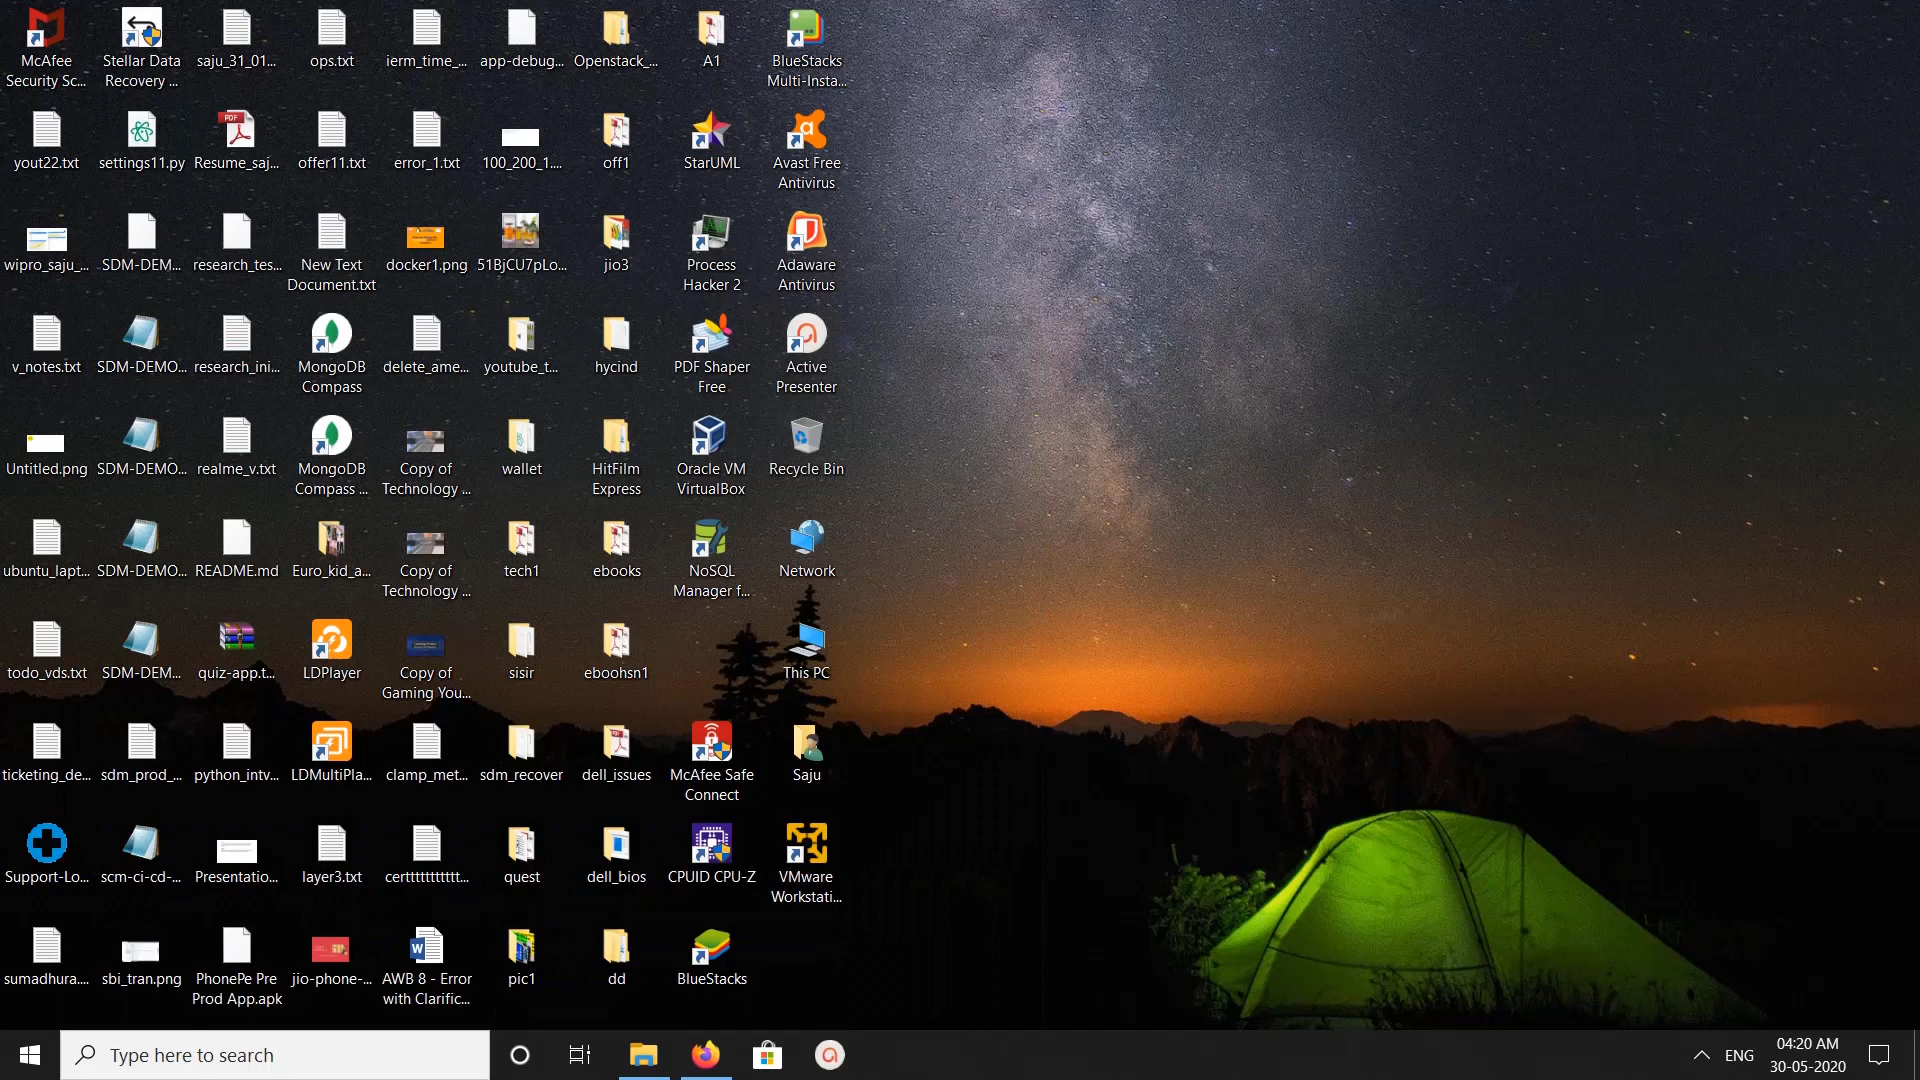 McAfee
Security Sc...
Stellar Data
Recovery ...
saju_31_01...
ops.txt
ierm_time_...
app-debug...
Openstack_...
A1
BlueStacks
Multi-Insta...
yout22.txt
settings11.py
PDF
Resume_saj...
offer11.txt
error_1.txt
100_200_1....
off1
StarUML
Avast Free
Antivirus
wipro_saju_...
SDM-DEM...
research_tes...
New Text
Document.txt
docker1.png
51BjCU7pLo...
jio3
Process
Hacker 2
Adaware
Antivirus
v_notes.txt
SDM-DEMO...
research_ini...
MongoDB
Compass
delete_ame...
youtube_t...
hycind
PDF Shaper
Free
Active
Presenter
Untitled.png
SDM-DEMO...
realme_v.txt
MongoDB
Compass ...
Copy of
Technology ...
wallet
HitFilm
Express
Oracle VM
VirtualBox
Recycle Bin
ubuntu_lapt...
SDM-DEMO...
README.md
Euro_kid_a...
Copy of
Technology ...
tech1
ebooks
NoSQL
Manager f...
Network
todo_vds.txt
SDM-DEM...
quiz-app.t...
LDPlayer
Copy of
Gaming You...
sisir
eboohsn1
This PC
ticketing_de...
sdm_prod_...
python_intv...
LDMultiPla...
clamp_met...
sdm_recover
dell_issues
McAfee Safe
Connect
Saju
Support-Lo...
scm-ci-cd-...
Presentatio...
layer3.txt
certttttttttttt...
quest
dell_bios
CPUID CPU-Z
VMware
Workstati...
sumadhura....
sbi_tran.png
PhonePe Pre
Prod App.apk
jio-phone-...
W
AWB 8 - Error
with Clarific...
pic1
dd
BlueStacks
Type here to search
ENG
04:20 AM
30-05-2020